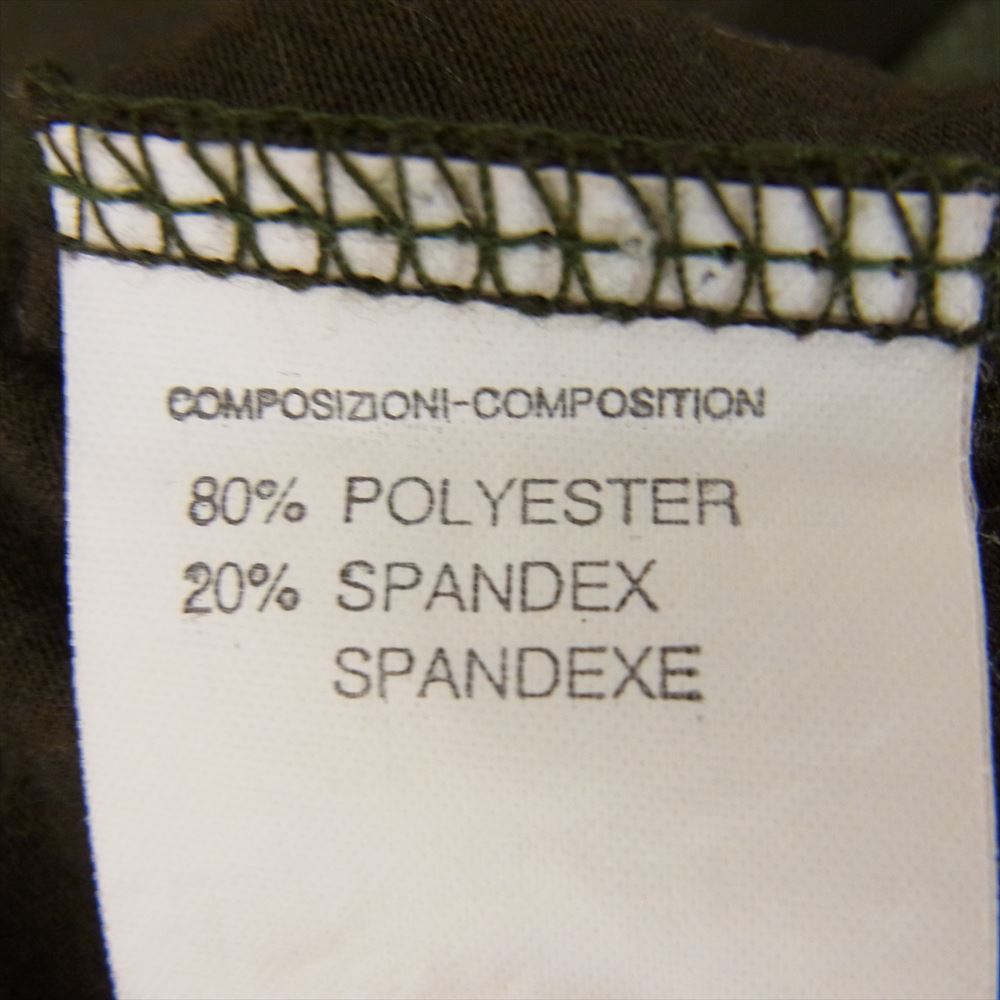 COMPOSIZIONI-COMPOSITION
80% POLYESTER
20% SPANDEX
SPANDEXE